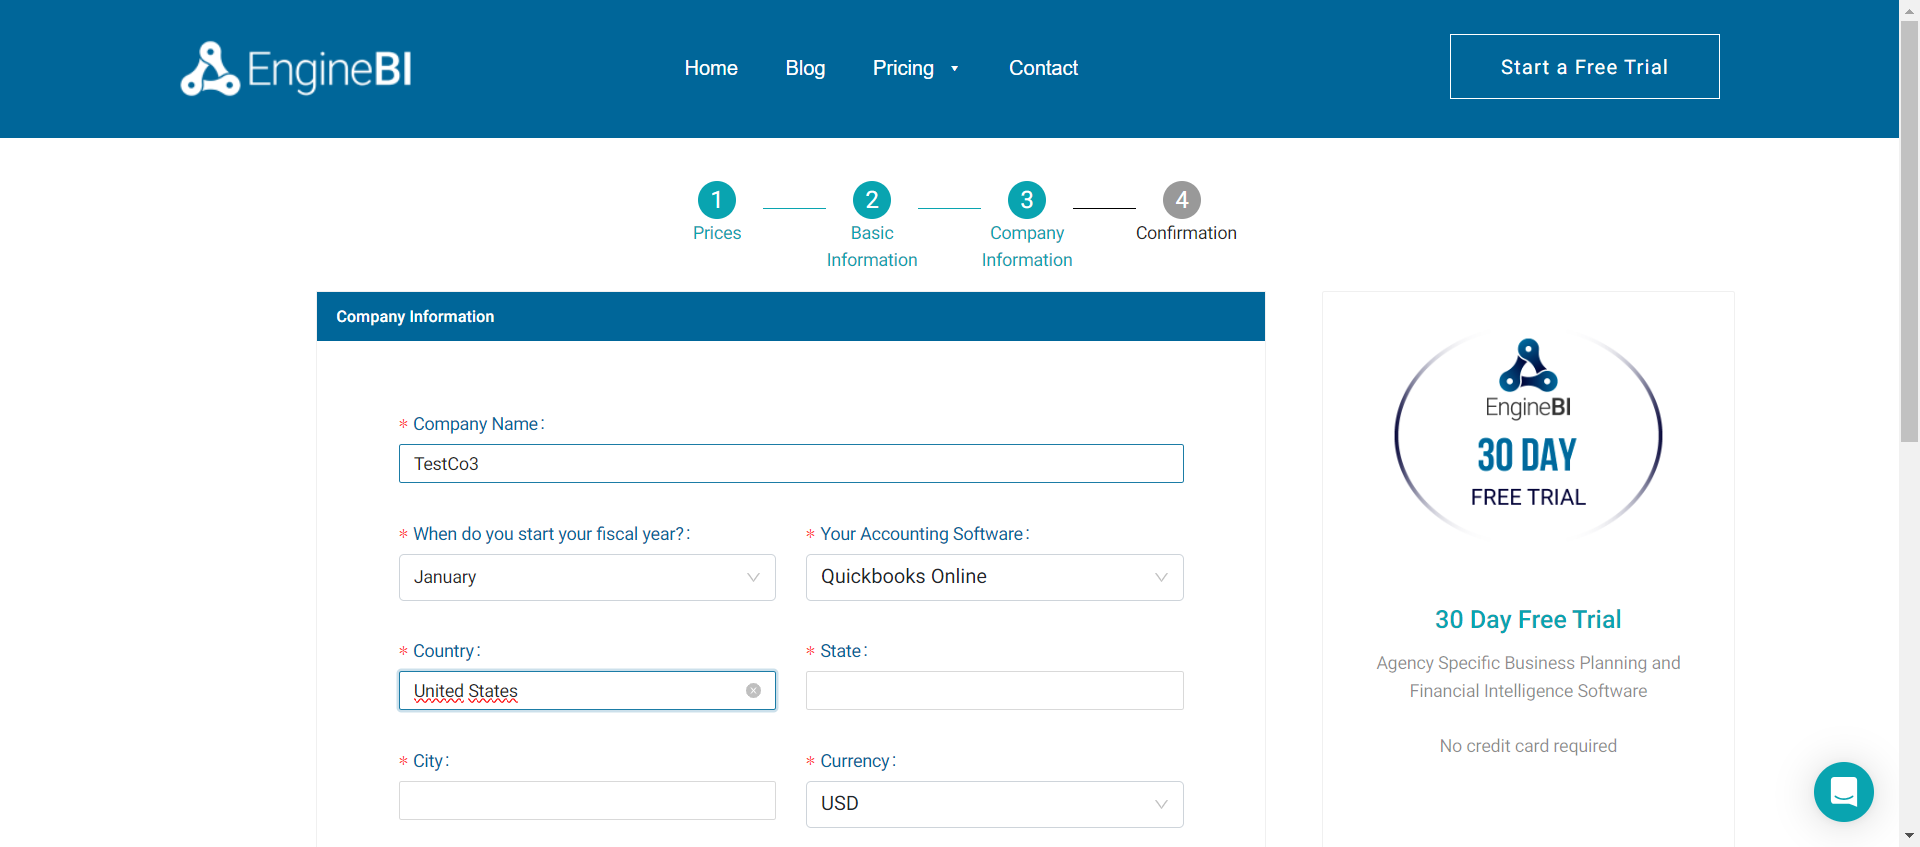 EngineBI
Home Blog Pricing Contact
Start a Free Trial
1 2 3 4
Prices Basic Information Company Information Confirmation
Company Information
* Company Name:
TestCo3
* When do you start your fiscal year?: * Your Accounting Software:
January Quickbooks Online
* Country: * State:
United States
* City: * Currency:
USD
EngineBI
30 DAY
FREE TRIAL
30 Day Free Trial
Agency Specific Business Planning and
Financial Intelligence Software
No credit card required